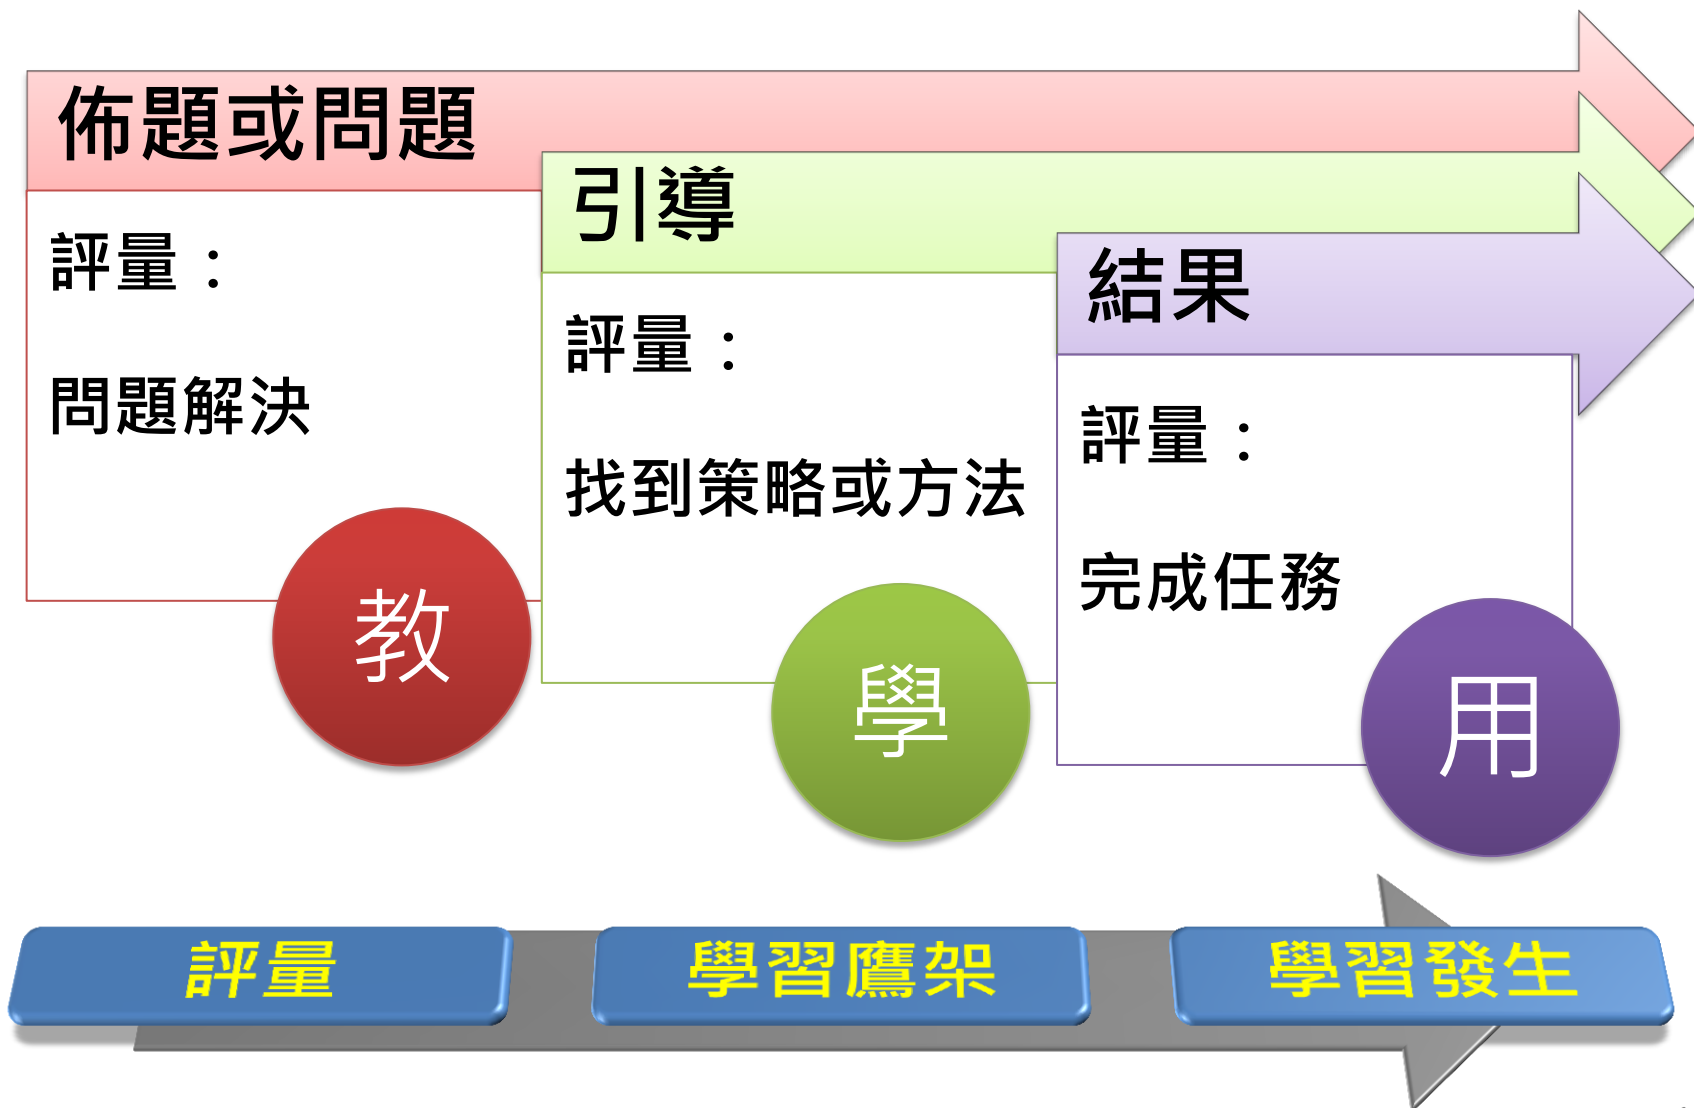 佈題或問題
評量：
問題解決
教
引導
評量：
找到策略或方法
學
結果
評量：
完成任務
用
評量
學習鷹架
學習發生